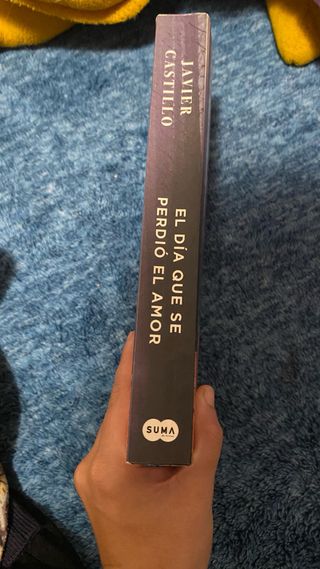 JAVIER
CASTILLO
EL DÍA QUE SE
PERDIÓ EL AMOR
SUMA